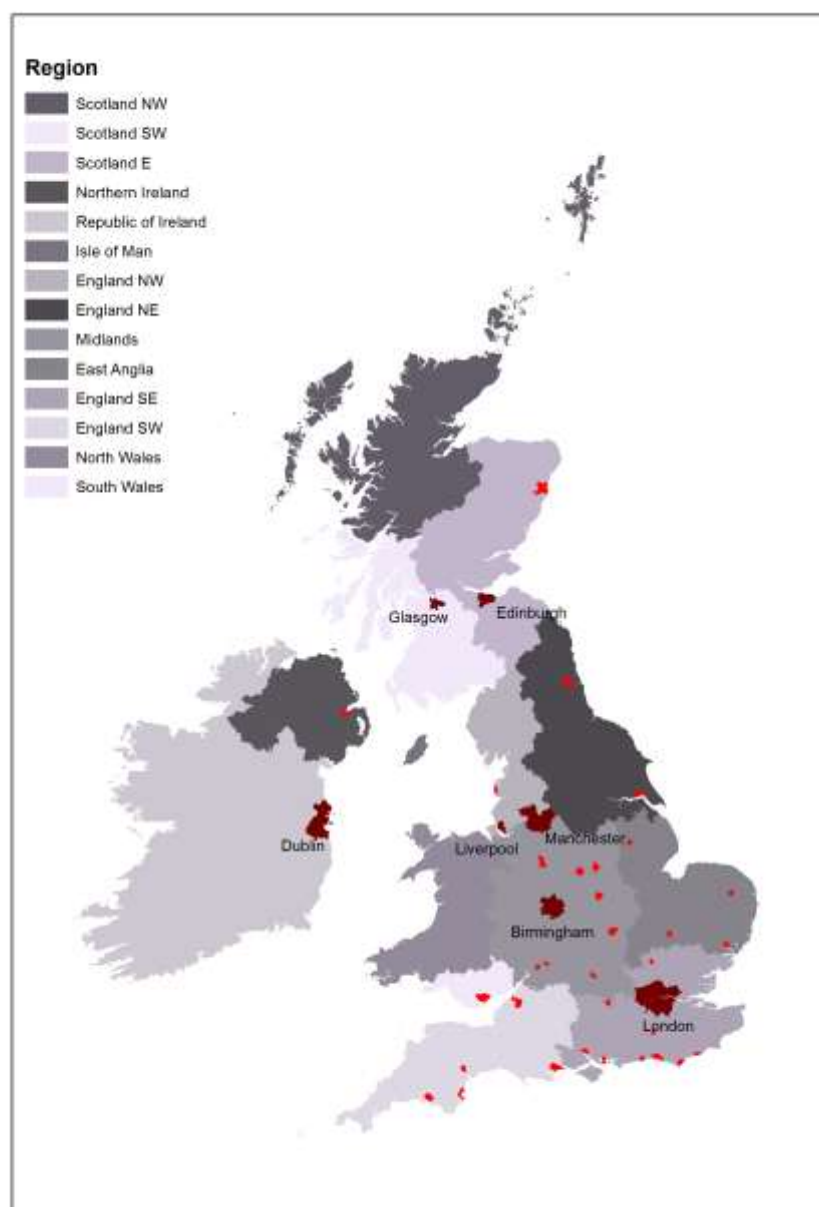 Region
Scotland NW
Scotland SW
Scotland E
Northern Ireland
Republic of Ireland
Isle of Man
England NW
England NE
Midlands
East Anglia
England SE
England SW
North Wales
South Wales
Glasgow
Edinburgh
Dublin
Liverpool
Manchester
Birmingham
London